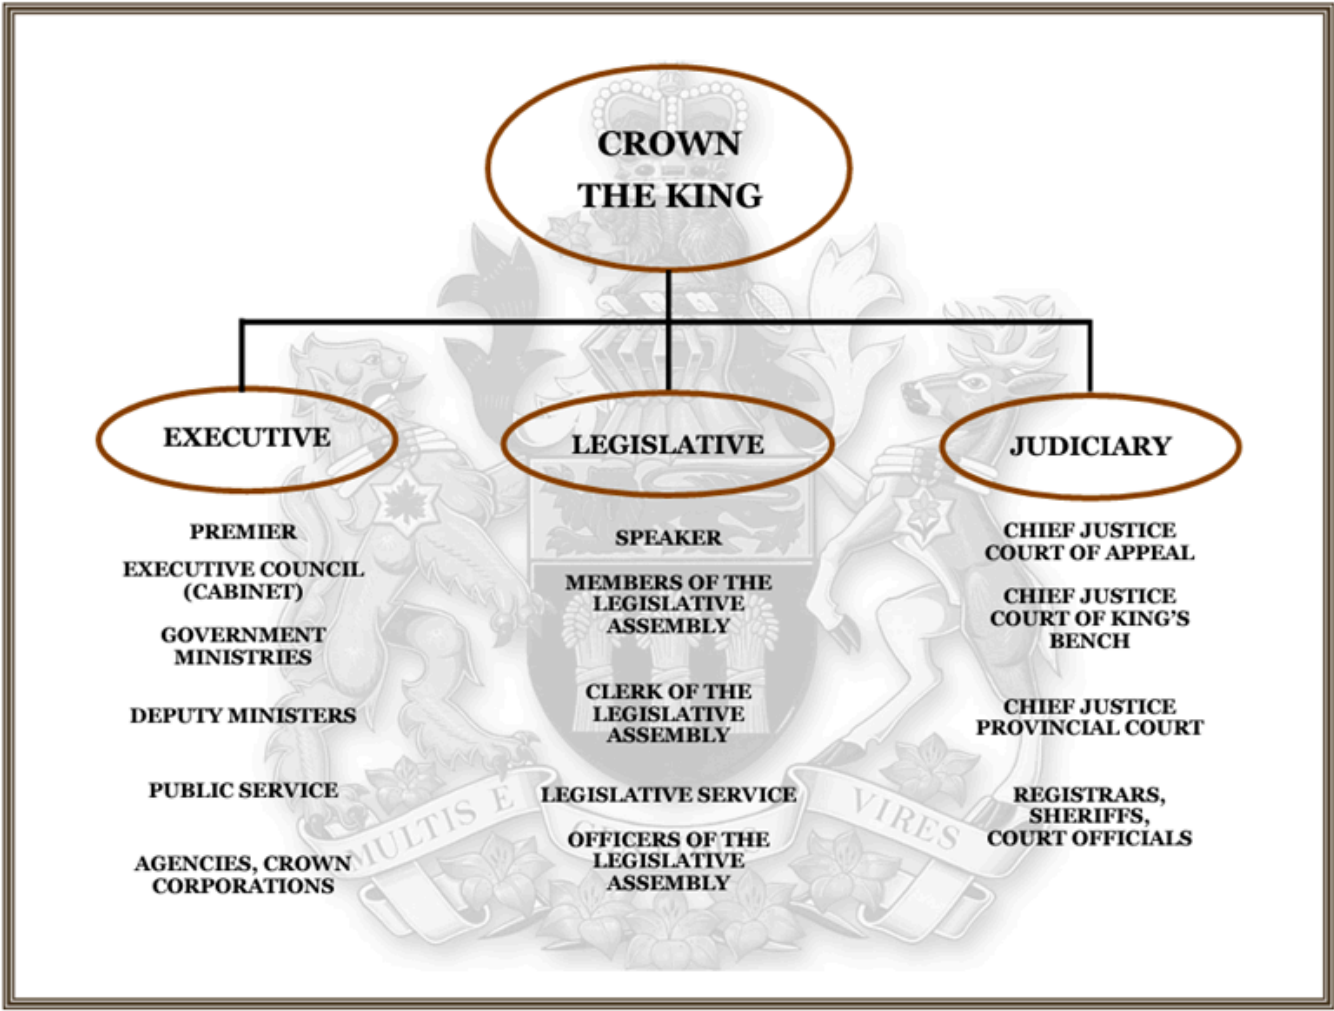 CROWN
THE KING
EXECUTIVE
PREMIER
EXECUTIVE COUNCIL
(CABINET)
GOVERNMENT
MINISTRIES
DEPUTY MINISTERS
PUBLIC SERVICE
AGENCIES, CROWN
CORPORATIONS
LEGISLATIVE
SPEAKER
MEMBERS OF THE
LEGISLATIVE
ASSEMBLY
CLERK OF THE
LEGISLATIVE
ASSEMBLY
LEGISLATIVE SERVICE
OFFICERS OF THE
LEGISLATIVE
ASSEMBLY
JUDICIARY
CHIEF JUSTICE
COURT OF APPEAL
CHIEF JUSTICE
COURT OF KING'S
BENCH
CHIEF JUSTICE
PROVINCIAL COURT
REGISTRARS,
SHERIFFS,
COURT OFFICIALS
MULTIS E
VIRES